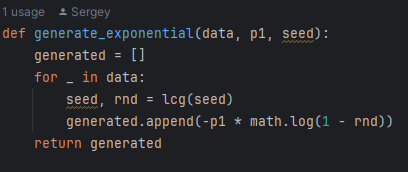 1 usage Sergey
def generate_exponential(data, p1, seed):
    generated = []
    for _ in data:
        seed, rnd = lcg(seed)
        generated.append(-p1 * math.log(1 - rnd))
    return generated